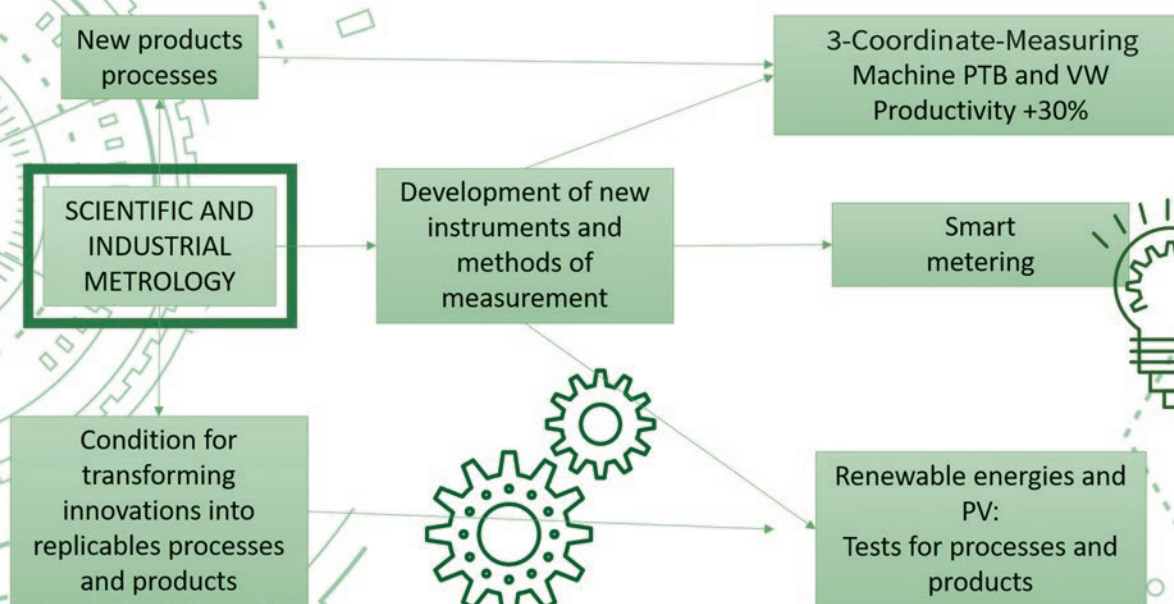 New products
processes
3-Coordinate-Measuring
Machine PTB and VW
Productivity +30%
SCIENTIFIC AND
INDUSTRIAL
METROLOGY
Development of new
instruments and
methods of
measurement
Smart
metering
Condition for
transforming
innovations into
replicables processes
and products
Renewable energies and
PV:
Tests for processes and
products